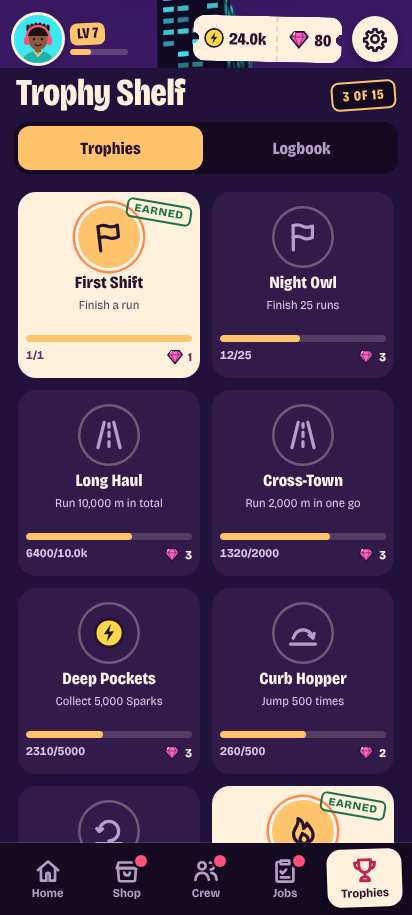 LV 7
24.0k
80
Trophy Shelf
3 OF 15
Trophies
Logbook
EARNED
First Shift
Finish a run
1/1
1
Night Owl
Finish 25 runs
12/25
3
Long Haul
Run 10,000 m in total
6400/10.0k
3
Cross-Town
Run 2,000 m in one go
1320/2000
3
Deep Pockets
Collect 5,000 Sparks
2310/5000
3
Curb Hopper
Jump 500 times
260/500
2
EARNED
Home
Shop
Crew
Jobs
Trophies